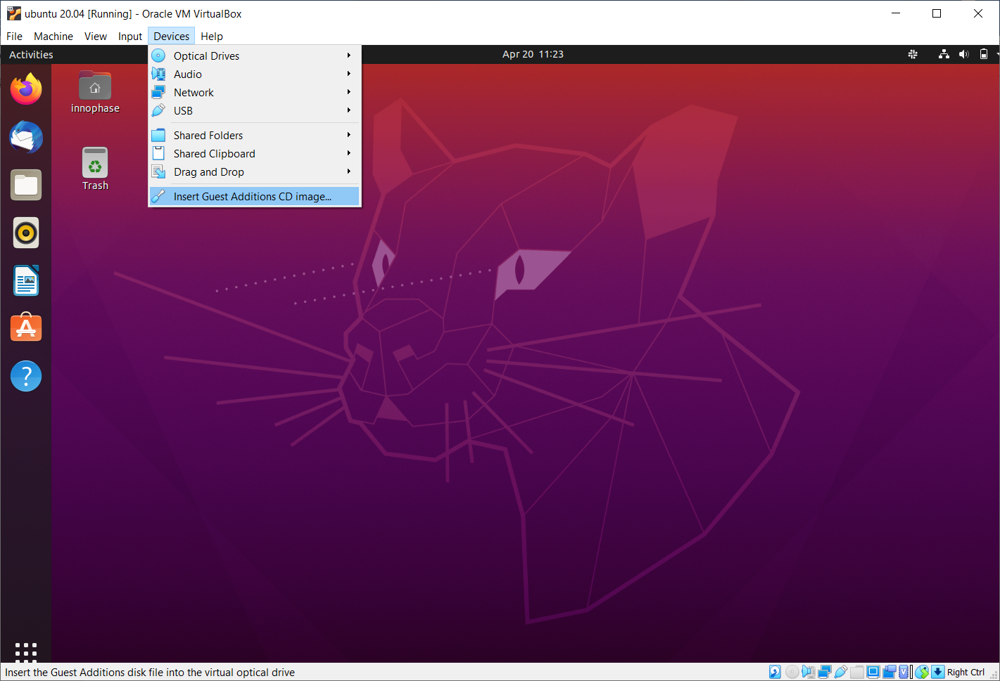 ubuntu 20.04 [Running] - Oracle VM VirtualBox
File Machine View Input Devices Help
Activities
Apr 20 11:23
Optical Drives
Audio
Network
USB
Shared Folders
Shared Clipboard
Drag and Drop
Insert Guest Additions CD image...
innophase
Trash
Insert the Guest Additions disk file into the virtual optical drive
Right Ctrl